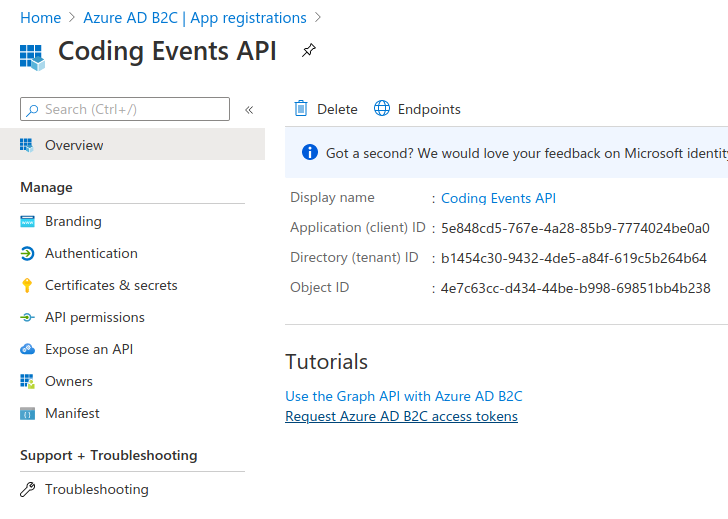 Home > Azure AD B2C | App registrations >
Coding Events API
Search (Ctrl+/)
«
Delete
Endpoints
Overview
Got a second? We would love your feedback on Microsoft identity
Manage
Display name : Coding Events API
Branding
Application (client) ID : 5e848cd5-767e-4a28-85b9-7774024be0a0
Authentication
Directory (tenant) ID : b1454c30-9432-4de5-a84f-619c5b264b64
Certificates & secrets
Object ID : 4e7c63cc-d434-44be-b998-69851bb4b238
API permissions
Expose an API
Tutorials
Owners
Use the Graph API with Azure AD B2C
Manifest
Request Azure AD B2C access tokens
Support + Troubleshooting
Troubleshooting